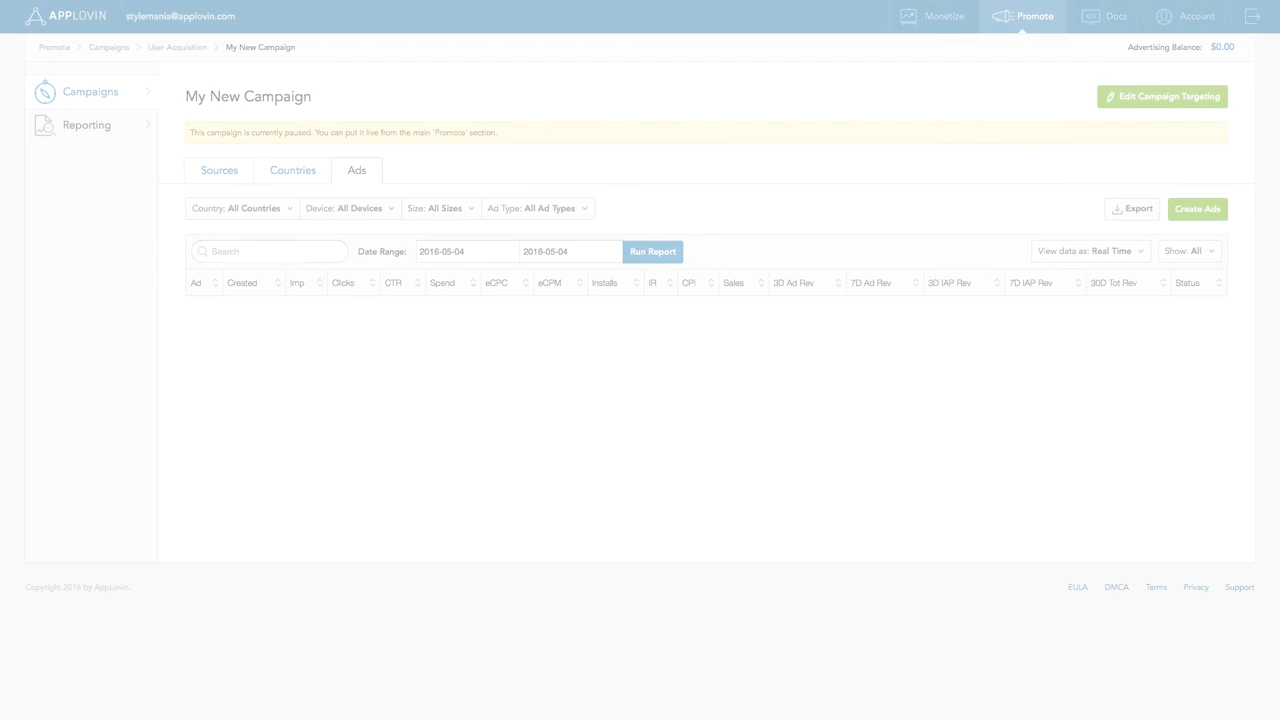 APPLOVIN stylemania@applovin.com Monetize Promote Docs Account
Promote Campaigns User Acquisition My New Campaign Advertising Balance: $0.00
Campaigns
Reporting
My New Campaign Edit Campaign Targeting
This campaign is currently paused. You can put it live from the main 'Promote' section.
Sources Countries Ads
Country: All Countries Device: All Devices Size: All Sizes Ad Type: All Ad Types Export Create Ads
Search Date Range: 2016-05-04 2016-05-04 Run Report View data as: Real Time Show: All
Ad Created Imp Clicks CTR Spend eCPC eCPM Installs IR CPI Sales 3D Ad Rev 7D Ad Rev 3D IAP Rev 7D IAP Rev 30D Tot Rev Status
Copyright 2016 by AppLovin. EULA DMCA Terms Privacy Support